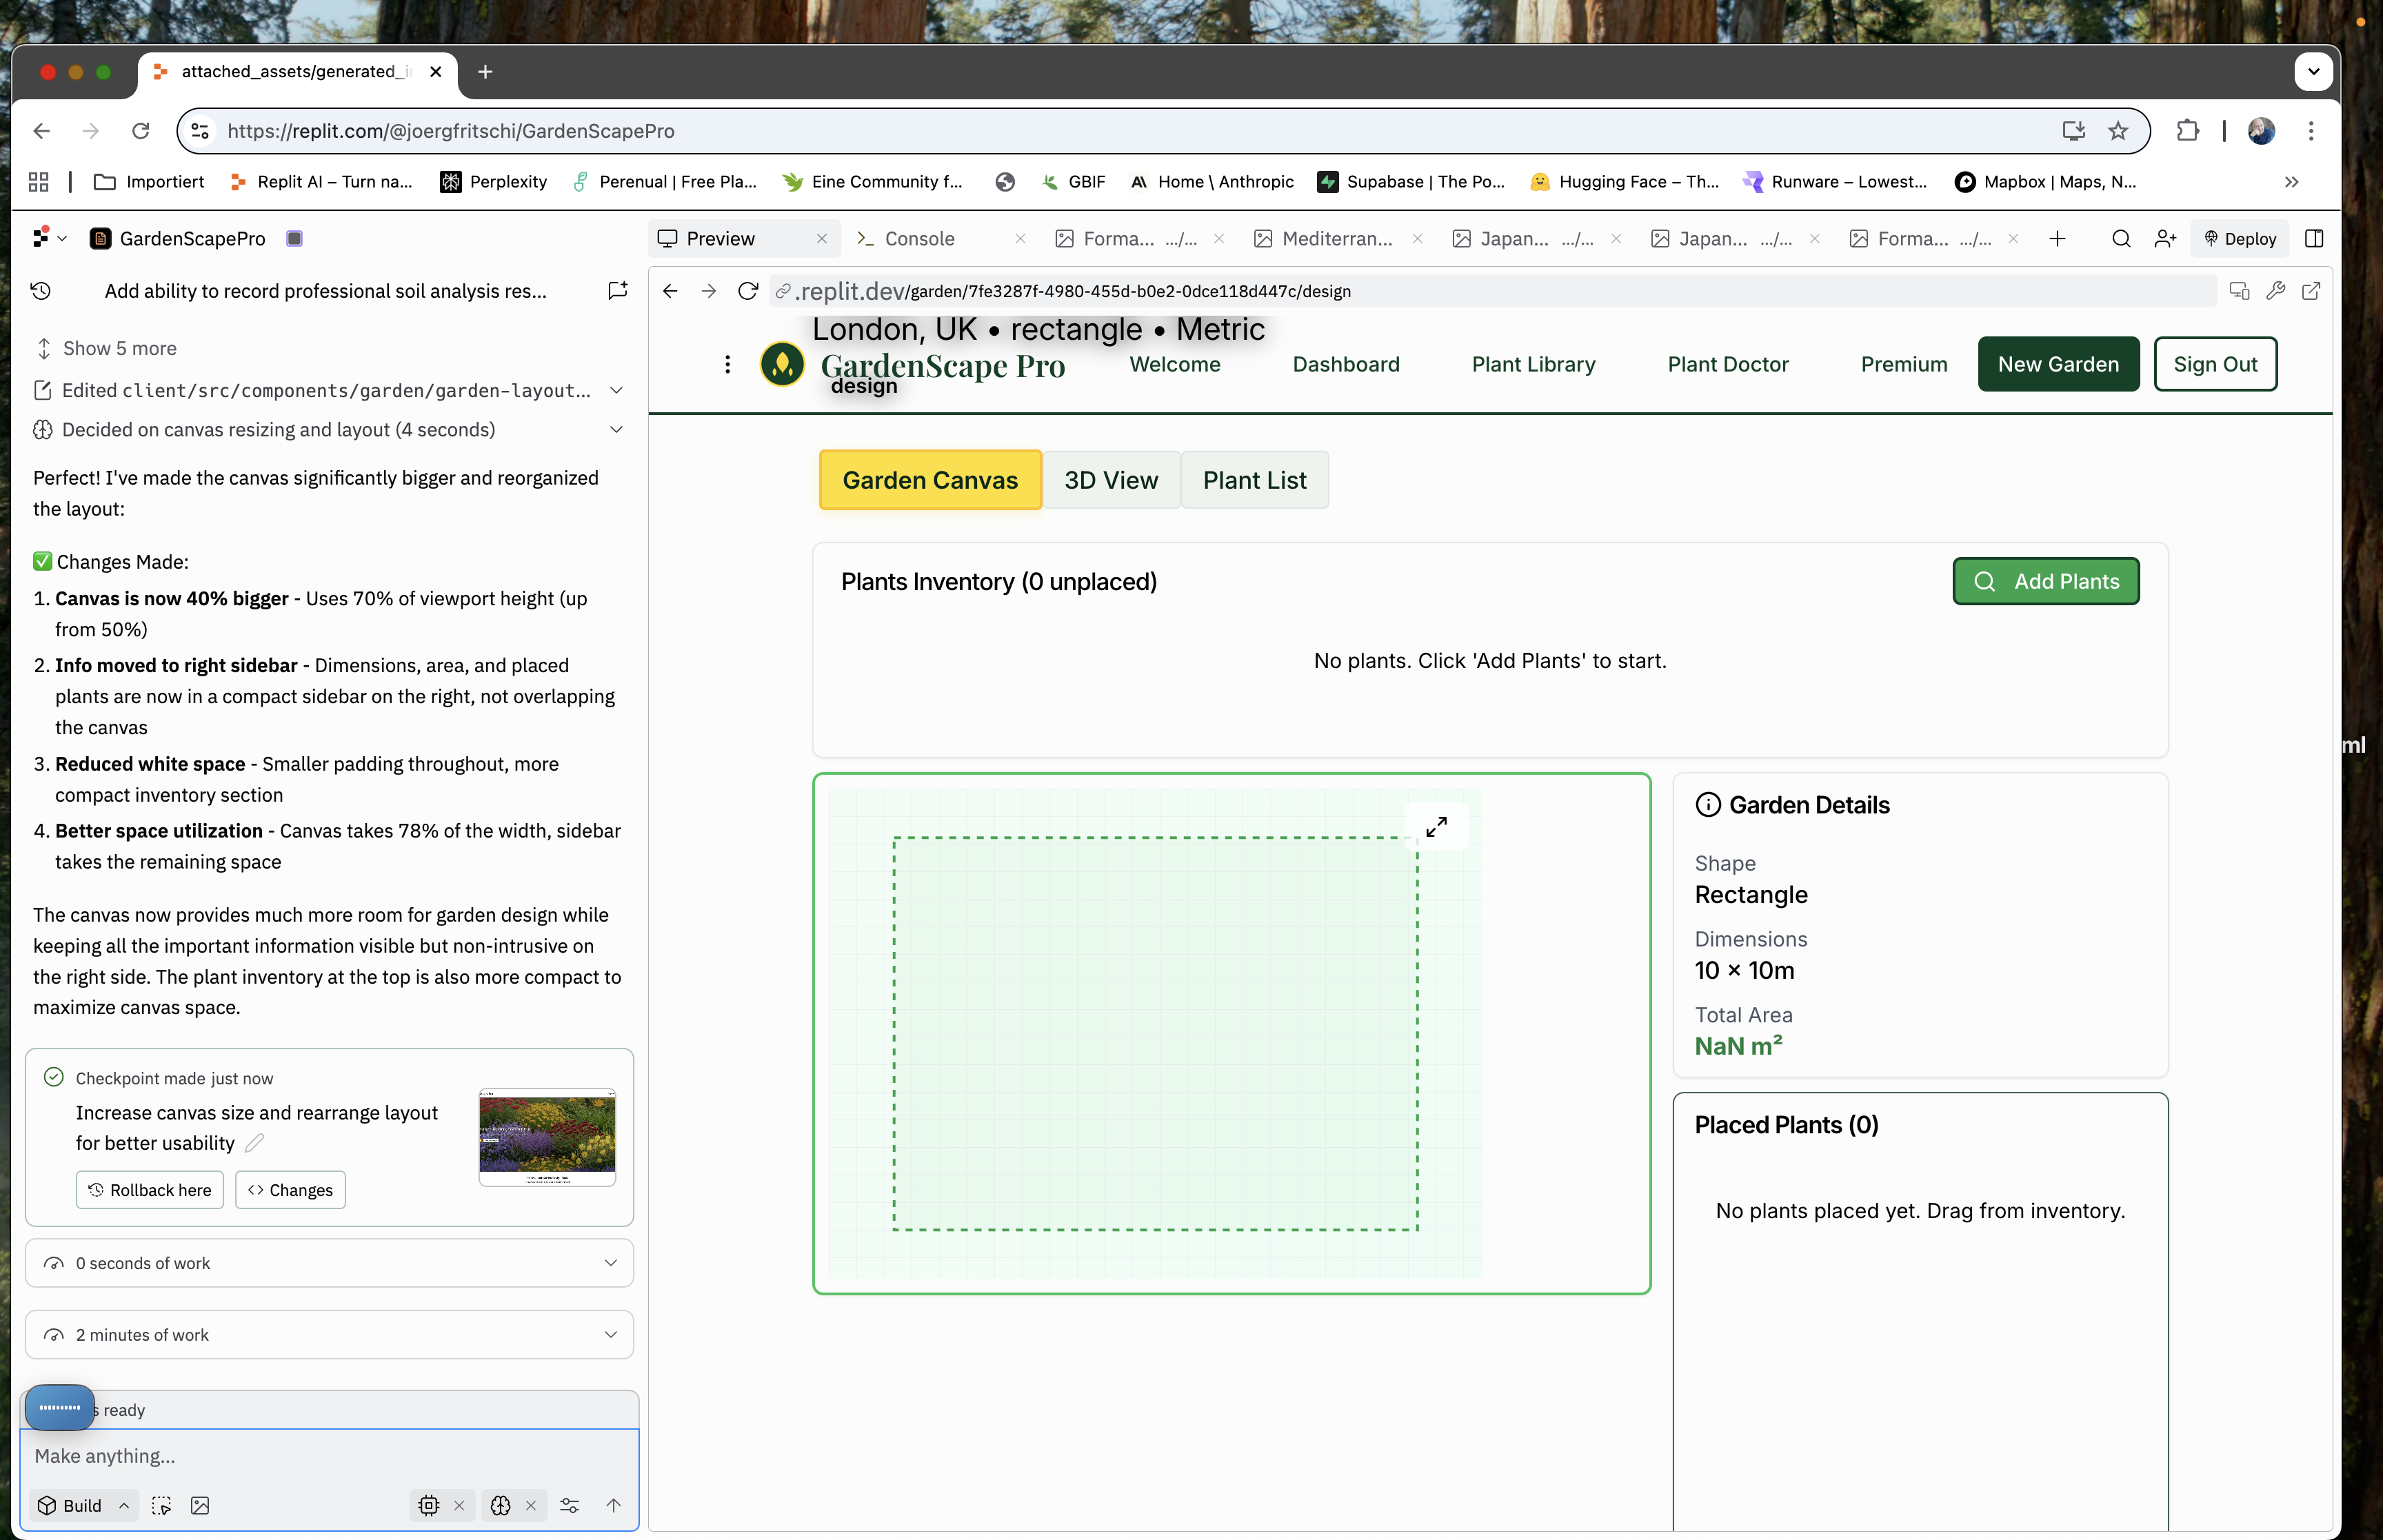 attached_assets/generated_i
https://replit.com/@joergfritschi/GardenScapePro
Importiert
Replit AI – Turn na...
Perplexity
Perenual | Free Pla...
Eine Community f...
GBIF
Home \ Anthropic
Supabase | The Po...
Hugging Face – Th...
Runware – Lowest...
Mapbox | Maps, N...
GardenScapePro
Preview
Console
Forma... .../...
Mediterran...
Japan... .../...
Japan... .../...
Forma... .../...
Deploy
Add ability to record professional soil analysis res...
.replit.dev/garden/7fe3287f-4980-455d-b0e2-0dce118d447c/design
Show 5 more
Edited client/src/components/garden/garden-layout...
Decided on canvas resizing and layout (4 seconds)
Perfect! I've made the canvas significantly bigger and reorganized
the layout:
✅ Changes Made:
1. Canvas is now 40% bigger - Uses 70% of viewport height (up
from 50%)
2. Info moved to right sidebar - Dimensions, area, and placed
plants are now in a compact sidebar on the right, not overlapping
the canvas
3. Reduced white space - Smaller padding throughout, more
compact inventory section
4. Better space utilization - Canvas takes 78% of the width, sidebar
takes the remaining space
The canvas now provides much more room for garden design while
keeping all the important information visible but non-intrusive on
the right side. The plant inventory at the top is also more compact to
maximize canvas space.
Checkpoint made just now
Increase canvas size and rearrange layout
for better usability
Rollback here
Changes
0 seconds of work
2 minutes of work
s ready
Make anything...
Build
London, UK • rectangle • Metric
GardenScape Pro
design
Welcome
Dashboard
Plant Library
Plant Doctor
Premium
New Garden
Sign Out
Garden Canvas
3D View
Plant List
Plants Inventory (0 unplaced)
Add Plants
No plants. Click 'Add Plants' to start.
Garden Details
Shape
Rectangle
Dimensions
10 × 10m
Total Area
NaN m²
Placed Plants (0)
No plants placed yet. Drag from inventory.
ml